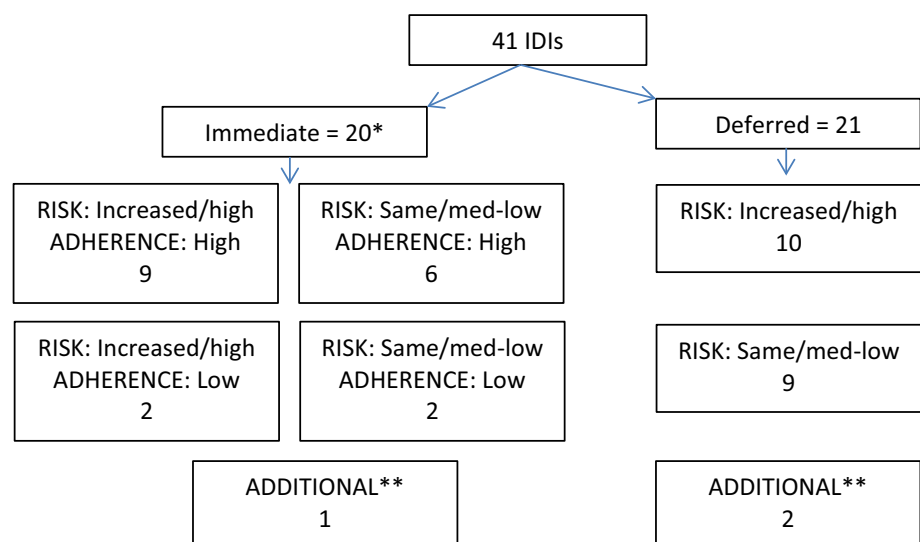 41 IDIs
Immediate = 20*
Deferred = 21
RISK: Increased/high
ADHERENCE: High
9
RISK: Same/med-low
ADHERENCE: High
6
RISK: Increased/high
10
RISK: Increased/high
ADHERENCE: Low
2
RISK: Same/med-low
ADHERENCE: Low
2
RISK: Same/med-low
9
ADDITIONAL**
1
ADDITIONAL**
2